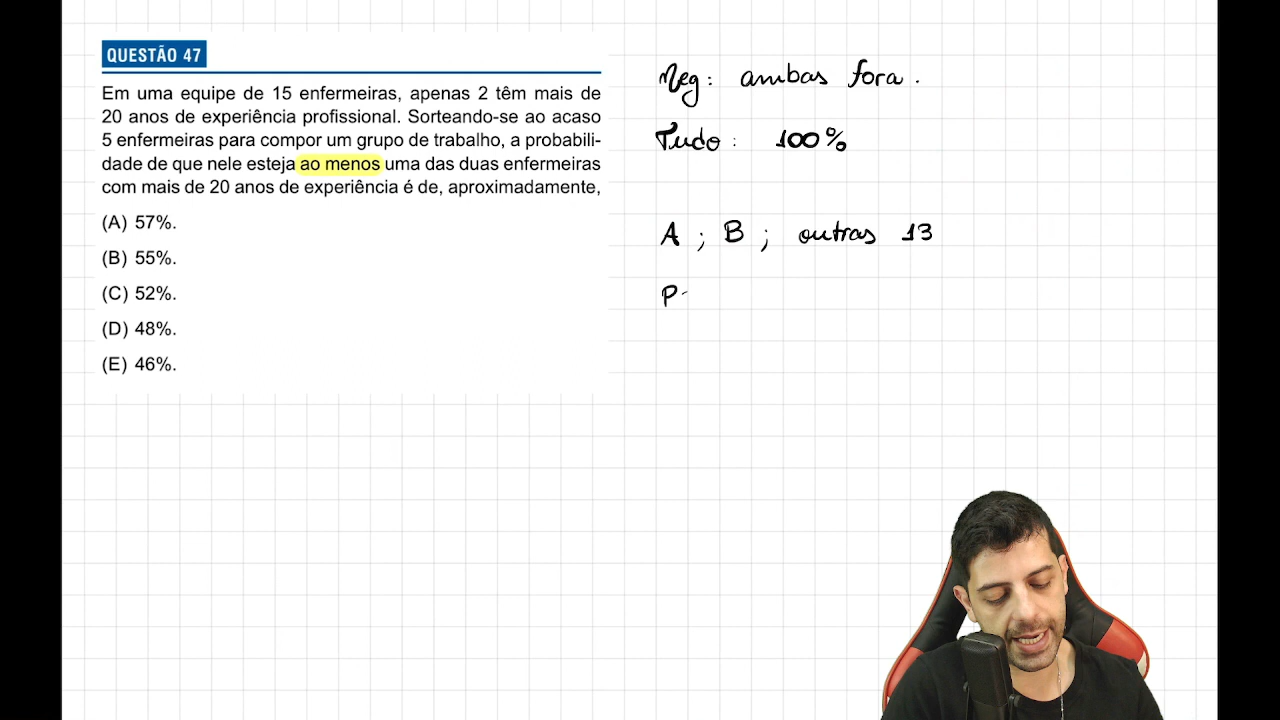 QUESTÃO 47
Em uma equipe de 15 enfermeiras, apenas 2 têm mais de
20 anos de experiência profissional. Sorteando-se ao acaso
5 enfermeiras para compor um grupo de trabalho, a probabili-
dade de que nele esteja ao menos uma das duas enfermeiras
com mais de 20 anos de experiência é de, aproximadamente,
(A) 57%.
(B) 55%.
(C) 52%.
(D) 48%.
(E) 46%.
Neg: ambas fora.
Tudo: 100%
A ; B ; outras 13
P-